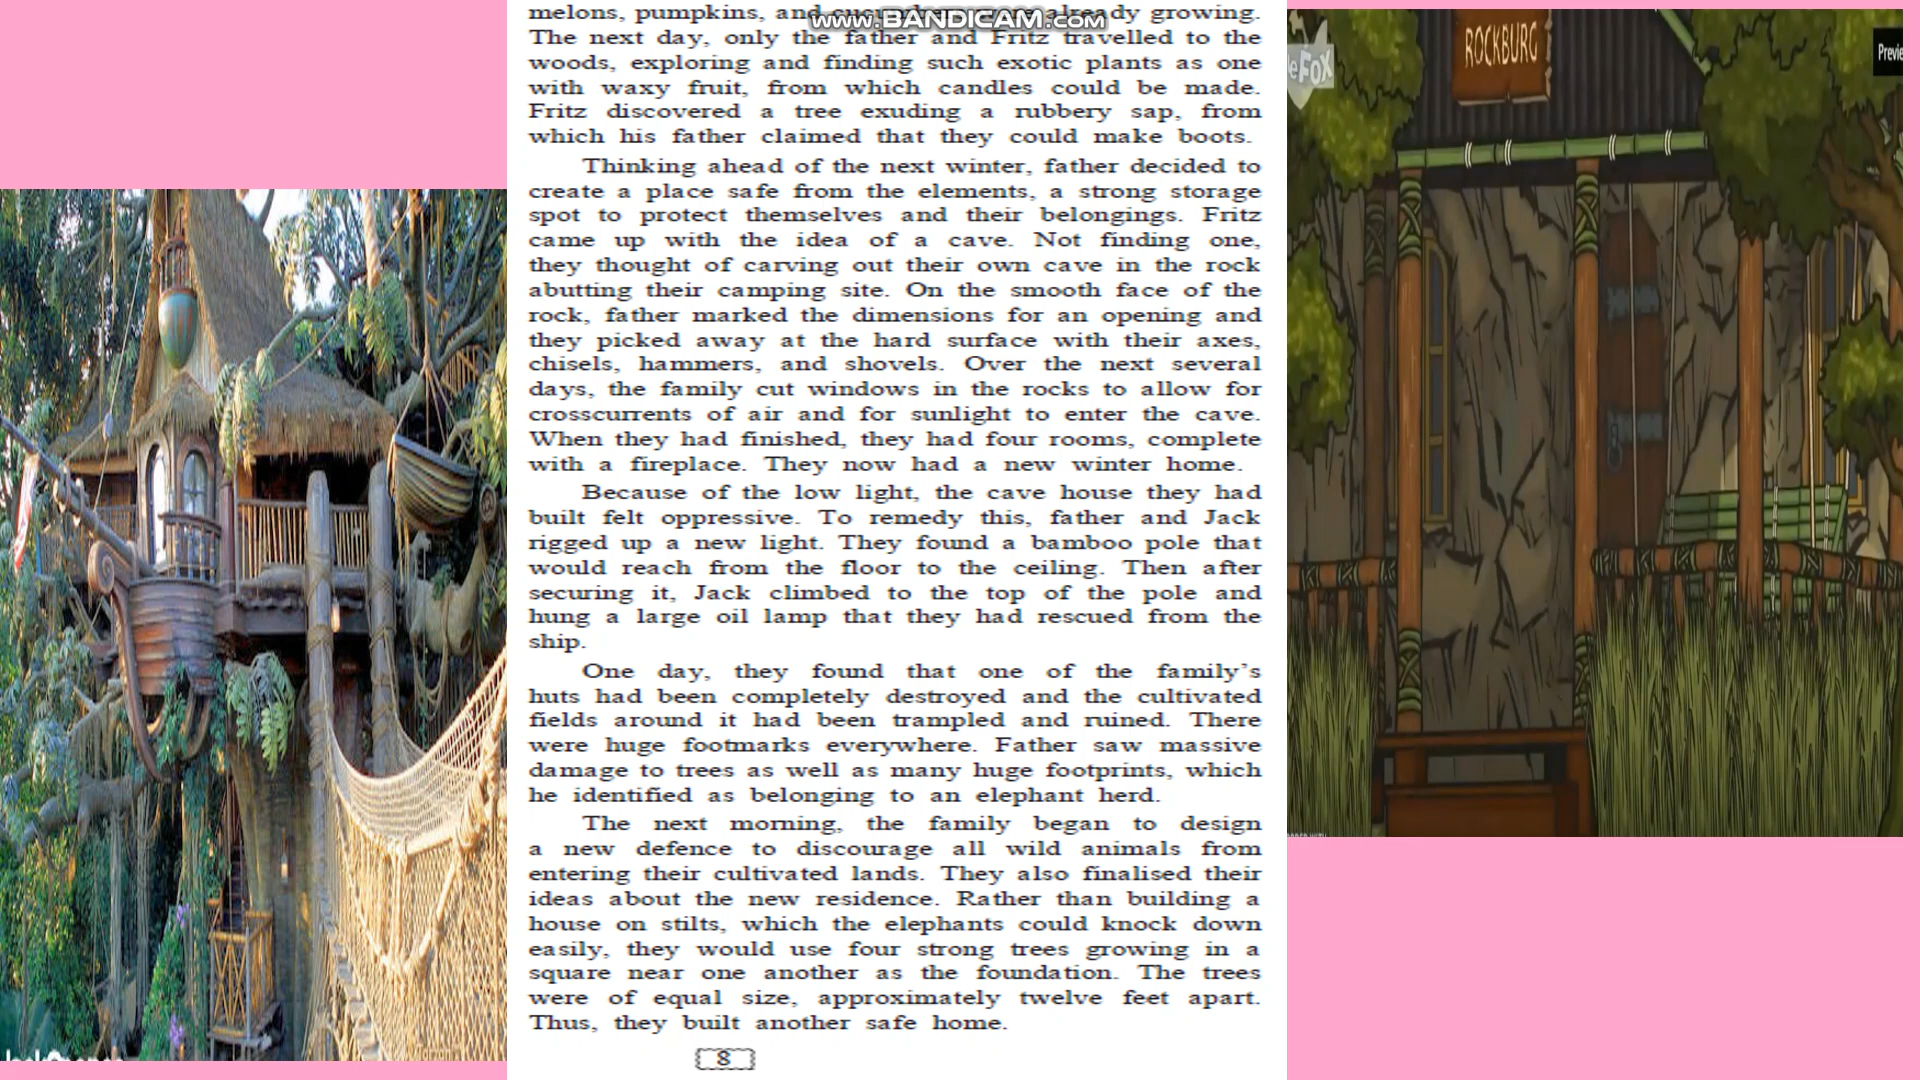 melons, pumpkins, and cucumbers were already growing.
www.BANDICAM.com
The next day, only the father and Fritz travelled to the
woods, exploring and finding such exotic plants as one
with waxy fruit, from which candles could be made.
Fritz discovered a tree exuding a rubbery sap, from
which his father claimed that they could make boots.
Thinking ahead of the next winter, father decided to
create a place safe from the elements, a strong storage
spot to protect themselves and their belongings. Fritz
came up with the idea of a cave. Not finding one,
they thought of carving out their own cave in the rock
abutting their camping site. On the smooth face of the
rock, father marked the dimensions for an opening and
they picked away at the hard surface with their axes,
chisels, hammers, and shovels. Over the next several
days, the family cut windows in the rocks to allow for
crosscurrents of air and for sunlight to enter the cave.
When they had finished, they had four rooms, complete
with a fireplace. They now had a new winter home.
Because of the low light, the cave house they had
built felt oppressive. To remedy this, father and Jack
rigged up a new light. They found a bamboo pole that
would reach from the floor to the ceiling. Then after
securing it, Jack climbed to the top of the pole and
hung a large oil lamp that they had rescued from the
ship.
One day, they found that one of the family's
huts had been completely destroyed and the cultivated
fields around it had been trampled and ruined. There
were huge footmarks everywhere. Father saw massive
damage to trees as well as many huge footprints, which
he identified as belonging to an elephant herd.
The next morning, the family began to design
a new defence to discourage all wild animals from
entering their cultivated lands. They also finalised their
ideas about the new residence. Rather than building a
house on stilts, which the elephants could knock down
easily, they would use four strong trees growing in a
square near one another as the foundation. The trees
were of equal size, approximately twelve feet apart.
Thus, they built another safe home.
8
ROCKBURG
eFOX
Previe